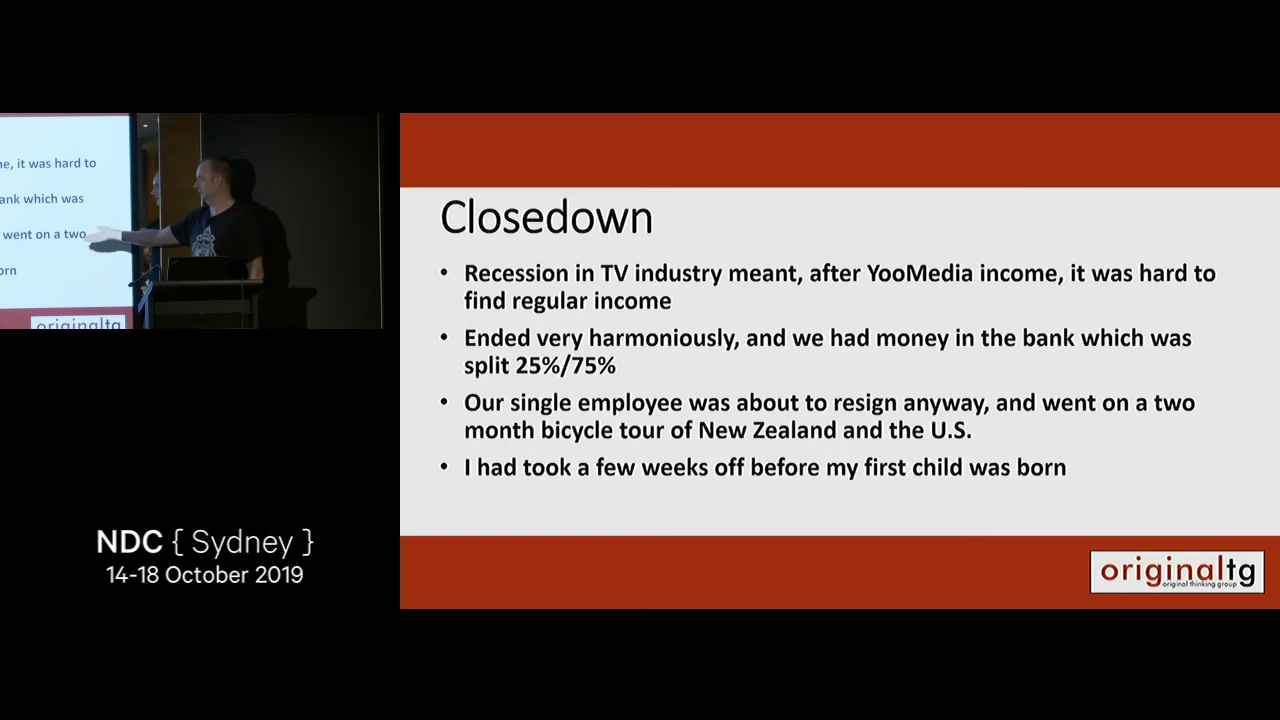 ne, it was hard to
ank which was
went on a two
orn
originaltg
Closedown
• Recession in TV industry meant, after YooMedia income, it was hard to
find regular income
• Ended very harmoniously, and we had money in the bank which was
split 25%/75%
• Our single employee was about to resign anyway, and went on a two
month bicycle tour of New Zealand and the U.S.
• I had took a few weeks off before my first child was born
originaltg
original thinking group
NDC { Sydney }
14-18 October 2019